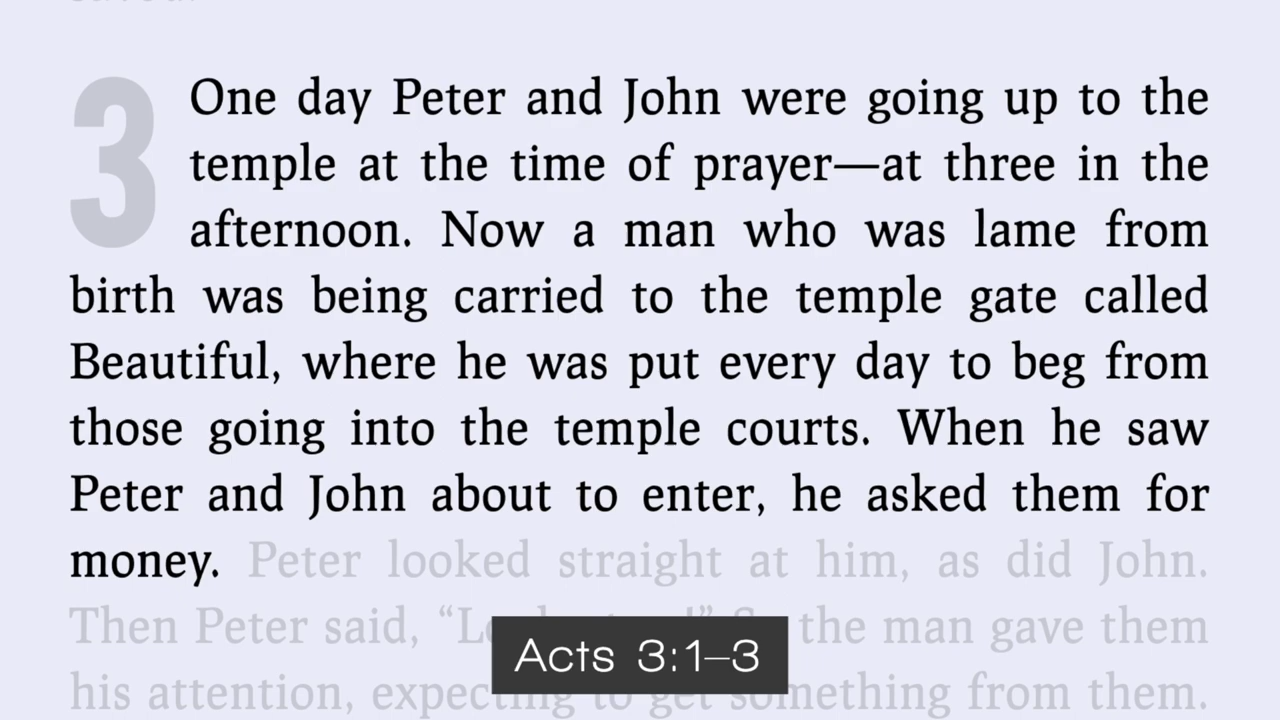 3 One day Peter and John were going up to the
temple at the time of prayer—at three in the
afternoon. Now a man who was lame from
birth was being carried to the temple gate called
Beautiful, where he was put every day to beg from
those going into the temple courts. When he saw
Peter and John about to enter, he asked them for
money. Peter looked straight at him, as did John.
Then Peter said, “ the man gave them
his attention, expecting to get something from them.
Acts 3:1–3